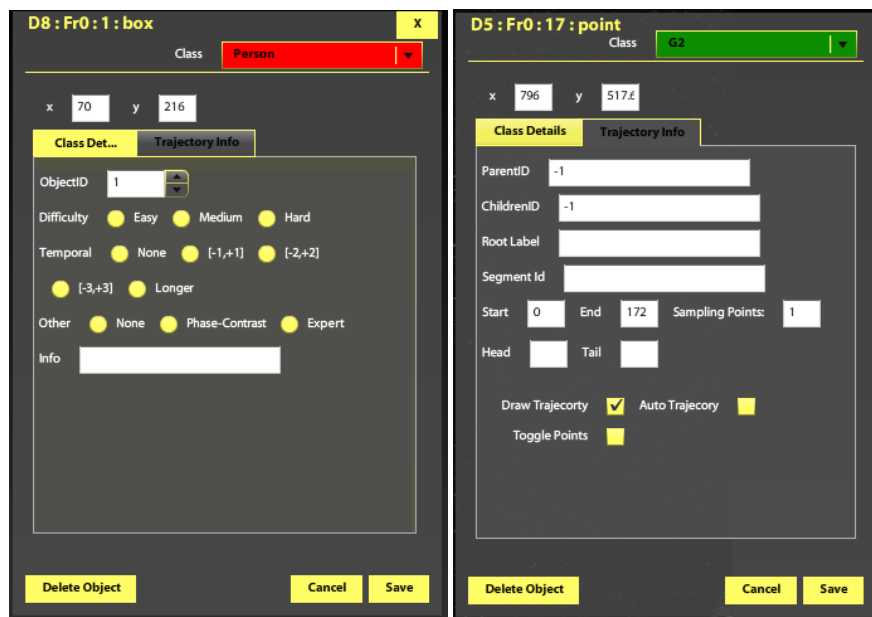 D8 : Fr0 : 1 : box X
Class Person
x 70 y 216
Class Det... Trajectory Info
ObjectID 1
Difficulty Easy Medium Hard
Temporal None [-1,+1] [-2,+2]
[-3,+3] Longer
Other None Phase-Contrast Expert
Info
Delete Object Cancel Save
D5 : Fr0 : 17 : point
Class G2
x 796 y 517.6
Class Details Trajectory Info
ParentID -1
ChildrenID -1
Root Label
Segment Id
Start 0 End 172 Sampling Points: 1
Head Tail
Draw Trajecorty Auto Trajecory
Toggle Points
Delete Object Cancel Save